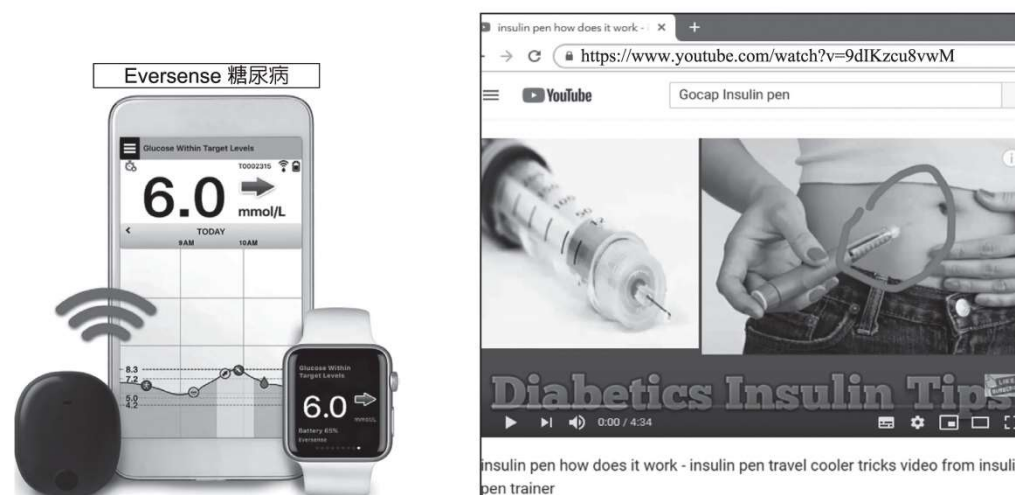 Eversense 糖尿病
Glucose Within Target Levels
T0002315
6.0
mmol/L
TODAY
9AM 10AM
8.3
7.2
5.0
4.2
Glucose Within
Target Levels
6.0
mmol/L
Battery 65%
Eversense
insulin pen how does it work -
https://www.youtube.com/watch?v=9dIKzcu8vwM
YouTube
Gocap Insulin pen
Diabetics Insulin Tips
0:00 / 4:34
insulin pen how does it work - insulin pen travel cooler tricks video from insuli
pen trainer